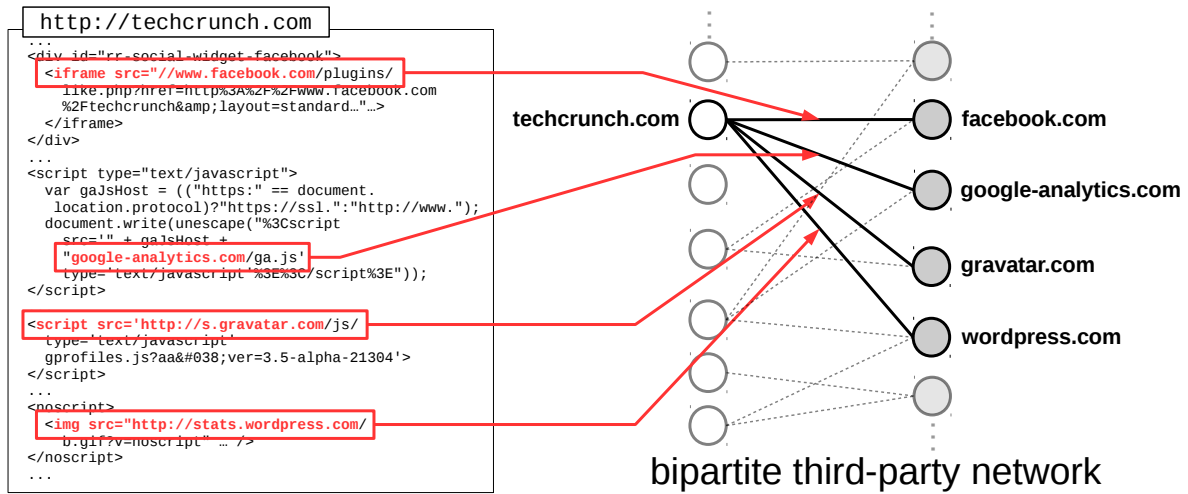 http://techcrunch.com
...
<div id="rr-social-widget-facebook">
<iframe src="//www.facebook.com/plugins/
like.php?href=http%3A%2F%2Fwww.facebook.com
%2Ftechcrunch&amp;layout=standard…"…>
</iframe>
</div>
...
<script type="text/javascript">
var gaJsHost = (("https:" == document.
location.protocol)?"https://ssl.":"http://www.");
document.write(unescape("%3Cscript
src='" + gaJsHost +
"google-analytics.com/ga.js'
type='text/javascript'%3E%3C/script%3E"));
</script>
<script src='http://s.gravatar.com/js/
type='text/javascript'
gprofiles.js?aa&#038;ver=3.5-alpha-21304'>
</script>
...
<noscript>
<img src="http://stats.wordpress.com/
b.gif?v=noscript" … />
</noscript>
...
techcrunch.com
facebook.com
google-analytics.com
gravatar.com
wordpress.com
bipartite third-party network